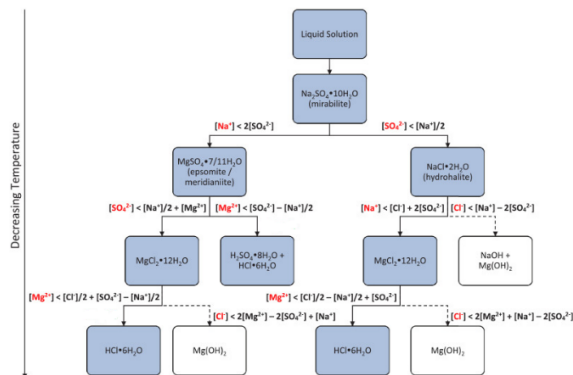 Decreasing Temperature
Liquid Solution
Na₂SO₄•10H₂O
(mirabilite)
[Na⁺] < 2[SO₄²⁻]
[SO₄²⁻] < [Na⁺]/2
MgSO₄•7/11H₂O
(epsomite /
meridianiite)
NaCl•2H₂O
(hydrohalite)
[SO₄²⁻] < [Na⁺]/2 + [Mg²⁺]
[Mg²⁺] < [SO₄²⁻] − [Na⁺]/2
[Na⁺] < [Cl⁻] + 2[SO₄²⁻]
[Cl⁻] < [Na⁺] − 2[SO₄²⁻]
MgCl₂•12H₂O
H₂SO₄•8H₂O +
HCl•6H₂O
MgCl₂•12H₂O
NaOH +
Mg(OH)₂
[Mg²⁺] < [Cl⁻]/2 + [SO₄²⁻] − [Na⁺]/2
[Mg²⁺] < [Cl⁻]/2 − [Na⁺]/2 + [SO₄²⁻]
[Cl⁻] < 2[Mg²⁺] − 2[SO₄²⁻] + [Na⁺]
[Cl⁻] < 2[Mg²⁺] + [Na⁺] − 2[SO₄²⁻]
HCl•6H₂O
Mg(OH)₂
HCl•6H₂O
Mg(OH)₂